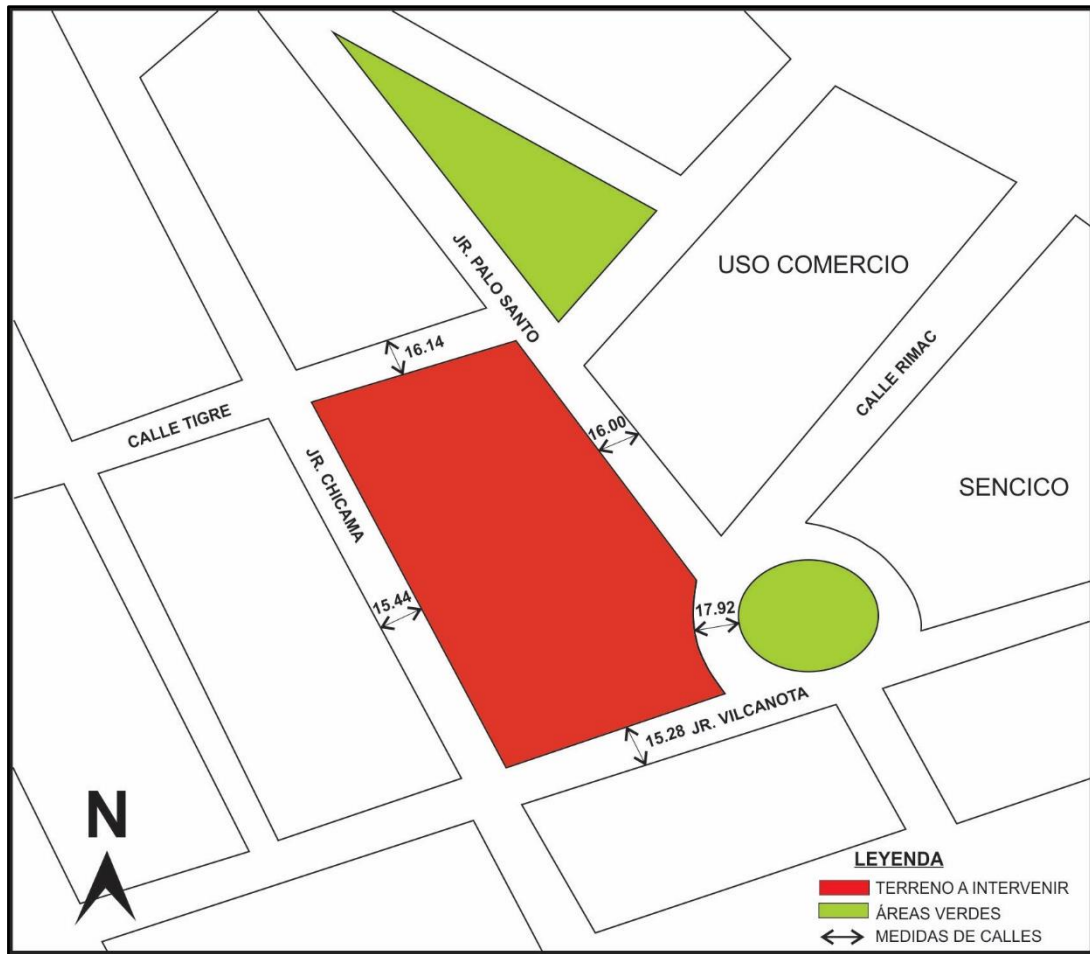 JR. PALO SANTO
USO COMERCIO
16.14
CALLE RIMAC
CALLE TIGRE
16.00
JR. CHICAMA
SENCICO
15.44
17.92
15.28
JR. VILCANOTA
N
LEYENDA
TERRENO A INTERVENIR
ÁREAS VERDES
MEDIDAS DE CALLES